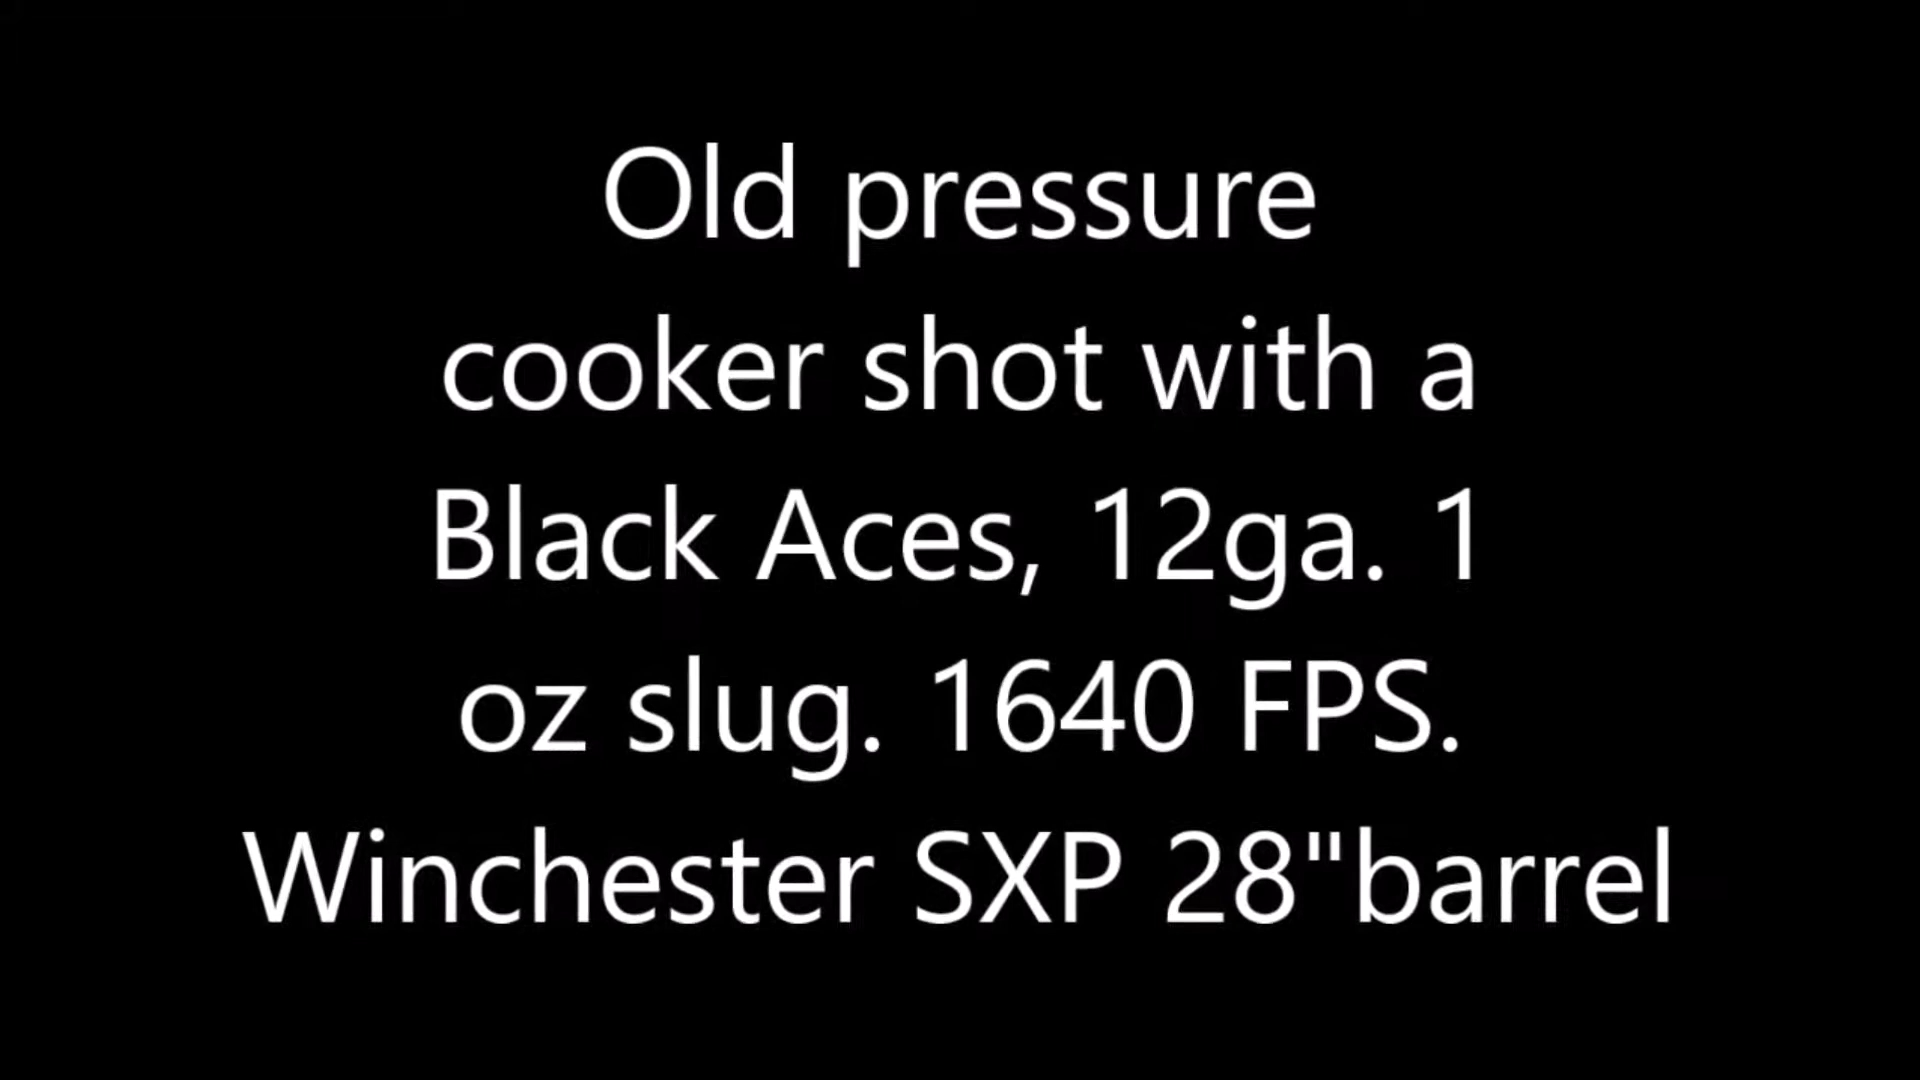 Old pressure
cooker shot with a
Black Aces, 12ga. 1
oz slug. 1640 FPS.
Winchester SXP 28"barrel